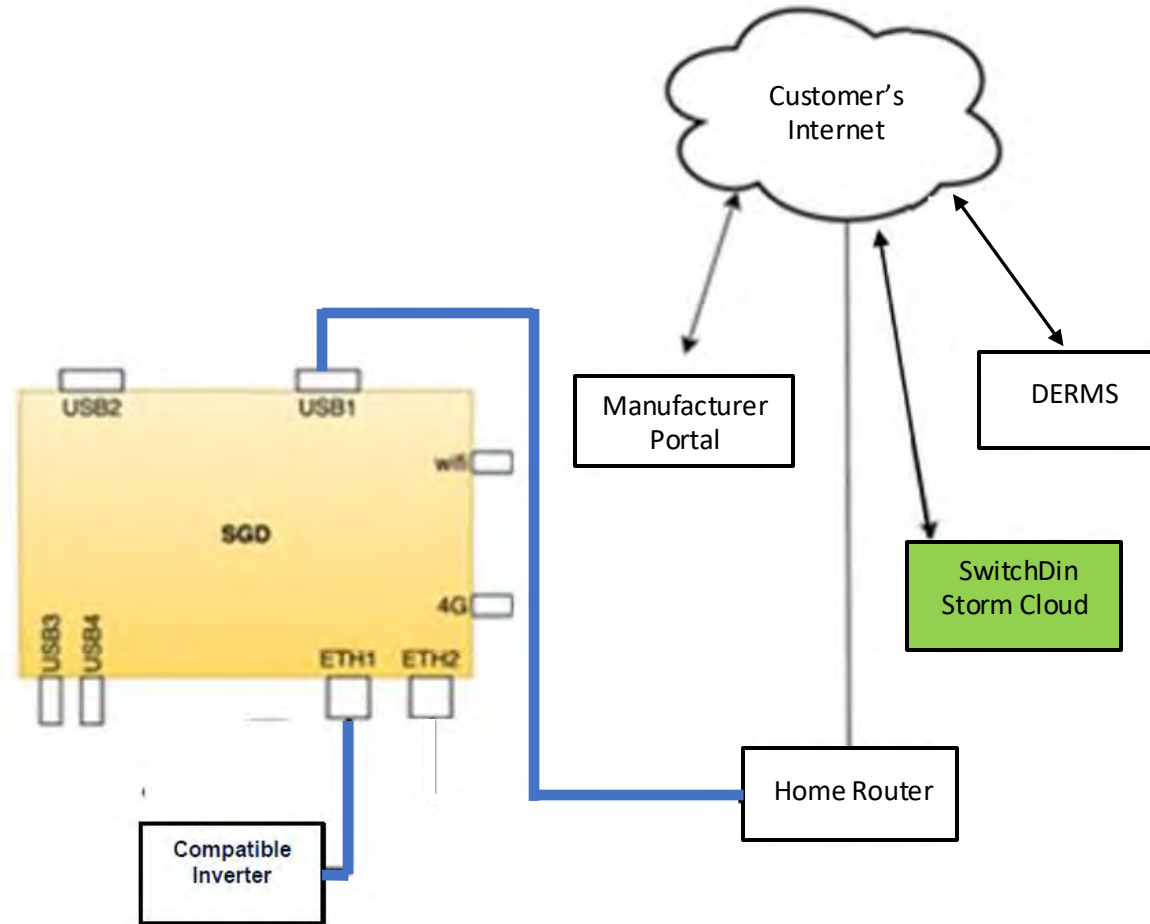 Customer's
Internet
USB2
USB1
Manufacturer
Portal
DERMS
wifi
SGD
SwitchDin
Storm Cloud
4G
USB3
USB4
ETH1
ETH2
Home Router
Compatible
Inverter